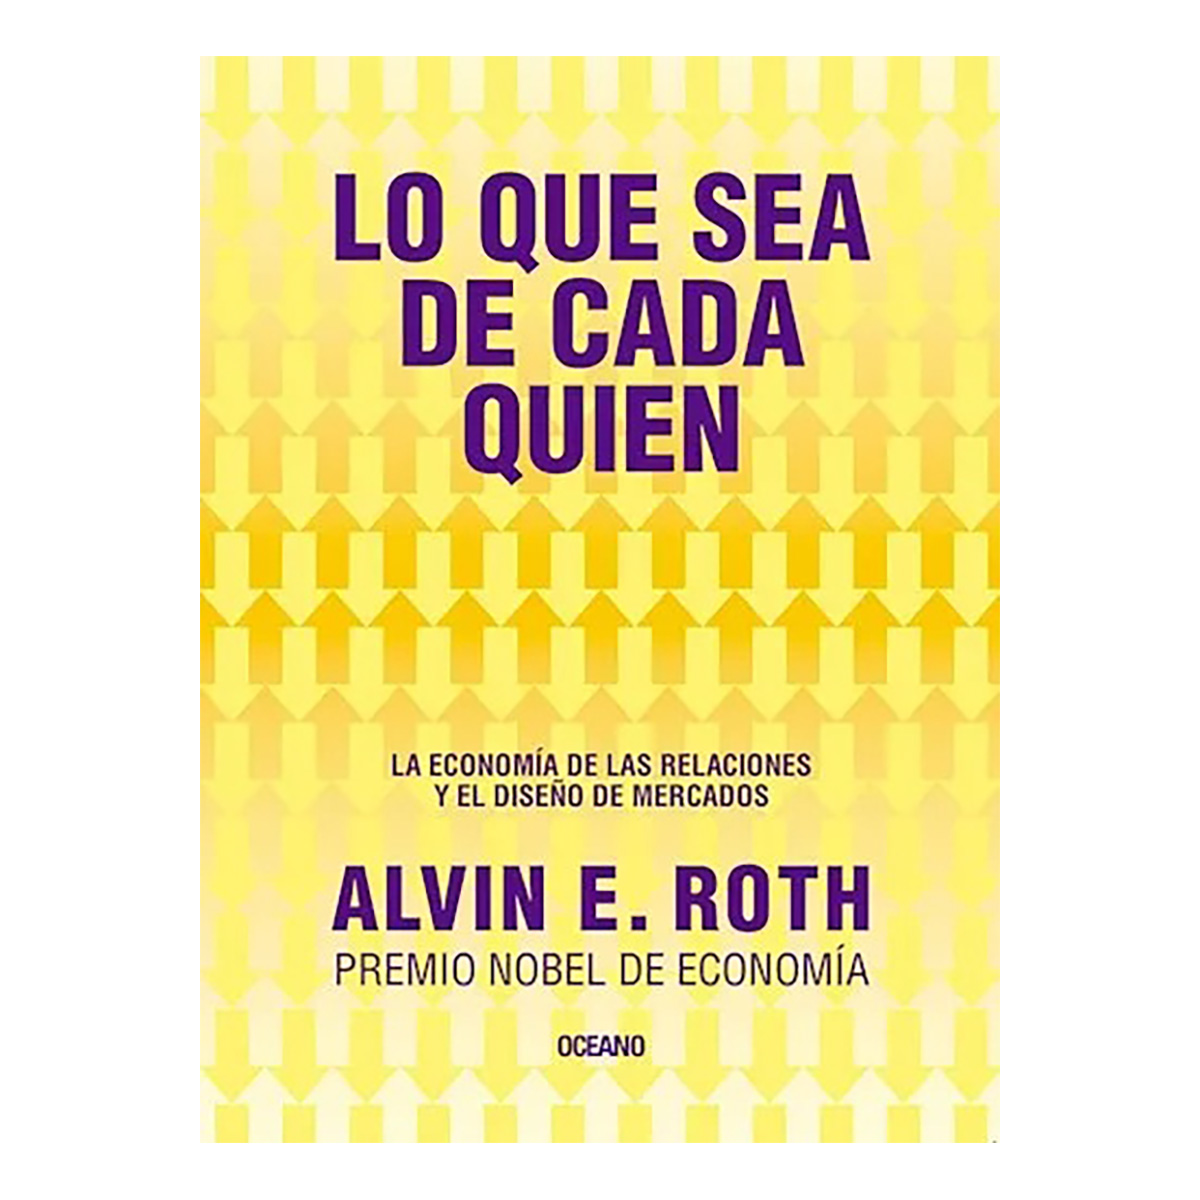 LO QUE SEA
DE CADA
QUIEN
LA ECONOMÍA DE LAS RELACIONES
Y EL DISEÑO DE MERCADOS
ALVIN E. ROTH
PREMIO NOBEL DE ECONOMÍA
OCEANO